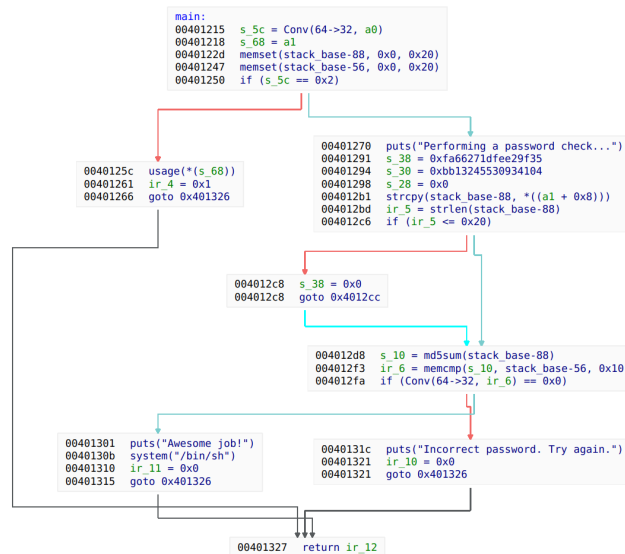 main:
00401215 s_5c = Conv(64->32, a0)
00401218 s_68 = a1
0040122d memset(stack_base-88, 0x0, 0x20)
00401247 memset(stack_base-56, 0x0, 0x20)
00401250 if (s_5c == 0x2)
00401270 puts("Performing a password check...")
00401291 s_38 = 0xfa66271dfee29f35
00401294 s_30 = 0xbb13245530934104
00401298 s_28 = 0x0
004012b1 strcpy(stack_base-88, *((a1 + 0x8)))
004012bd ir_5 = strlen(stack_base-88)
004012c6 if (ir_5 <= 0x20)
0040125c usage(*(s_68))
00401261 ir_4 = 0x1
00401266 goto 0x401326
004012c8 s_38 = 0x0
004012c8 goto 0x4012cc
004012d8 s_10 = md5sum(stack_base-88)
004012f3 ir_6 = memcmp(s_10, stack_base-56, 0x10)
004012fa if (Conv(64->32, ir_6) == 0x0)
00401301 puts("Awesome job!")
0040130b system("/bin/sh")
00401310 ir_11 = 0x0
00401315 goto 0x401326
0040131c puts("Incorrect password. Try again.")
00401321 ir_10 = 0x0
00401321 goto 0x401326
00401327 return ir_12